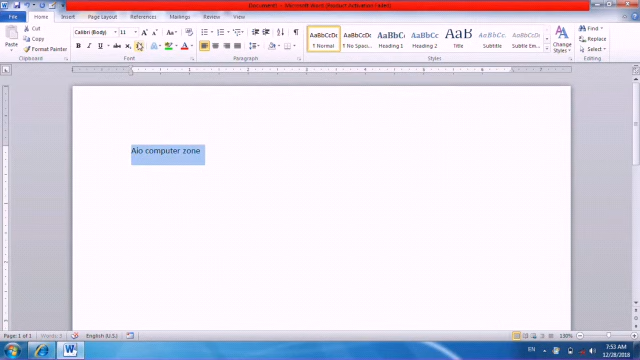 Document1 - Microsoft Word (Product Activation Failed)
File Home Insert Page Layout References Mailings Review View
Cut
Copy
Format Painter
Paste
Clipboard
Calibri (Body) 11
Font
Paragraph
AaBbCcDc AaBbCcDc AaBbCc AaBbCc AaB AaBbCc. AaBbCcDc
¶ Normal ¶ No Spaci... Heading 1 Heading 2 Title Subtitle Subtle Em...
Styles
Change
Styles
Find
Replace
Select
Editing
Aio computer zone
Page: 1 of 1 Words: 3 English (U.S.) 130%
EN 7:53 AM
12/28/2018